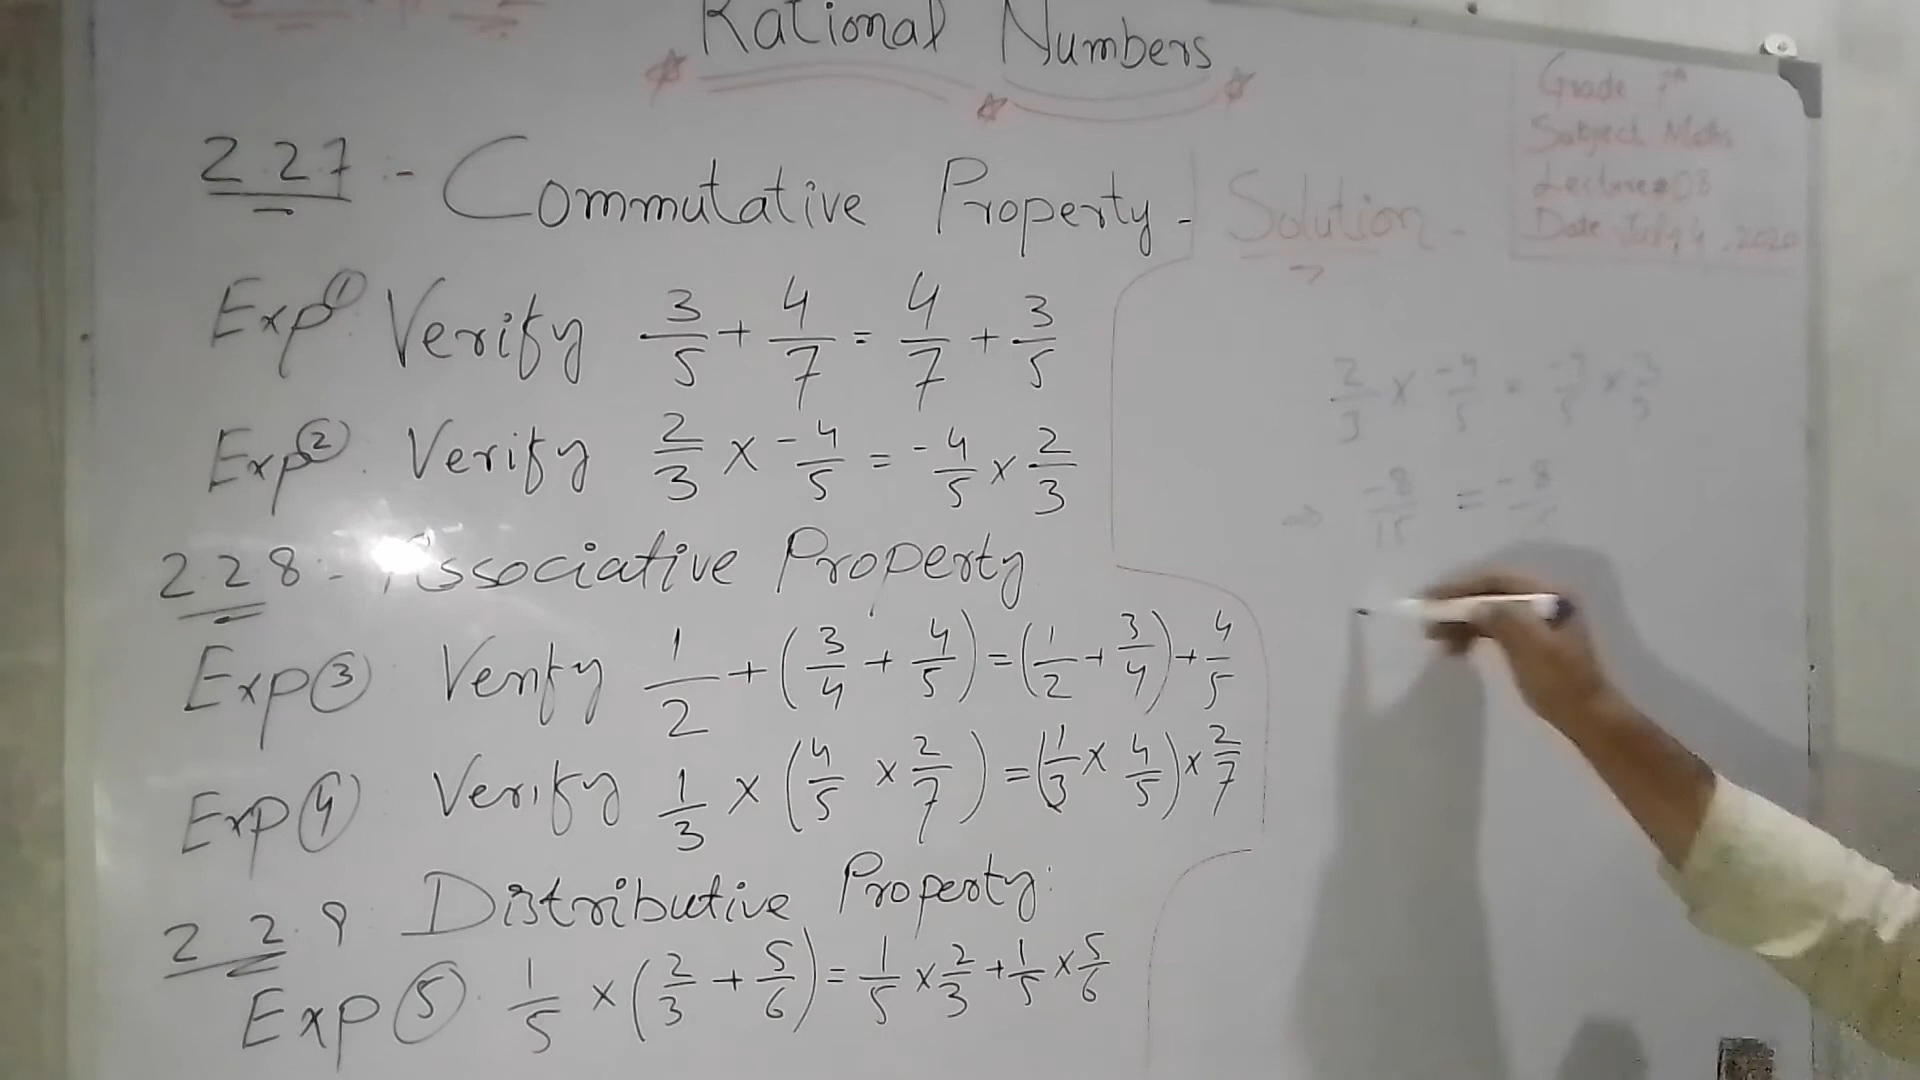 Rational Numbers
Grade 7th
Subject Maths
Lecture # 08
Date July 4, 2020
2.2.7:- Commutative Property-
Exp① Verify 3/5 + 4/7 = 4/7 + 3/5
Exp② Verify 2/3 × -4/5 = -4/5 × 2/3
2.2.8:- Associative Property
Exp③ Verify 1/2 + (3/4 + 4/5) = (1/2 + 3/4) + 4/5
Exp④ Verify 1/3 × (4/5 × 2/7) = (1/3 × 4/5) × 2/7
2.2.9 Distributive Property:
Exp⑤ 1/5 × (2/3 + 5/6) = 1/5 × 2/3 + 1/5 × 5/6
Solution-
2/3 × -4/5 = -4/5 × 2/3
⇒ -8/15 = -8